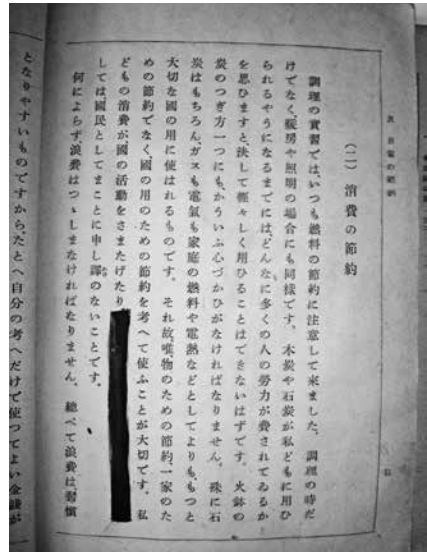 (二) 消費の節約
調理の實習では、いつも燃料の節約に注意して來ました。調理の時だ
けでなく、暖房や照明の場合にも同樣です。木炭や石炭が私どもに用ひ
られるやうになるまでには、どんなに多くの人の勞力が費されてゐるか
を思ひますと、決して輕々しく用ひることはできないはずです。火鉢の
炭のつぎ方一つにも、かういふ心づかひがなければなりません。殊に石
炭はもちろん、ガスも電氣も家庭の燃料や電熱などとしてよりも、もつと
大切な國の用に使はれるものです。それ故、唯、物のための節約、一家のた
めの節約でなく、國の用のための節約を考へて使ふことが大切です。私
どもの消費が、國の活動をさまたげたり
しては國民としてまことに申し譯のないことです。
何によらず浪費はつゝしまなければなりません。總べて浪費は習慣
となりやすいものですから、たとへ自分の考へだけで使つてよい金錢が